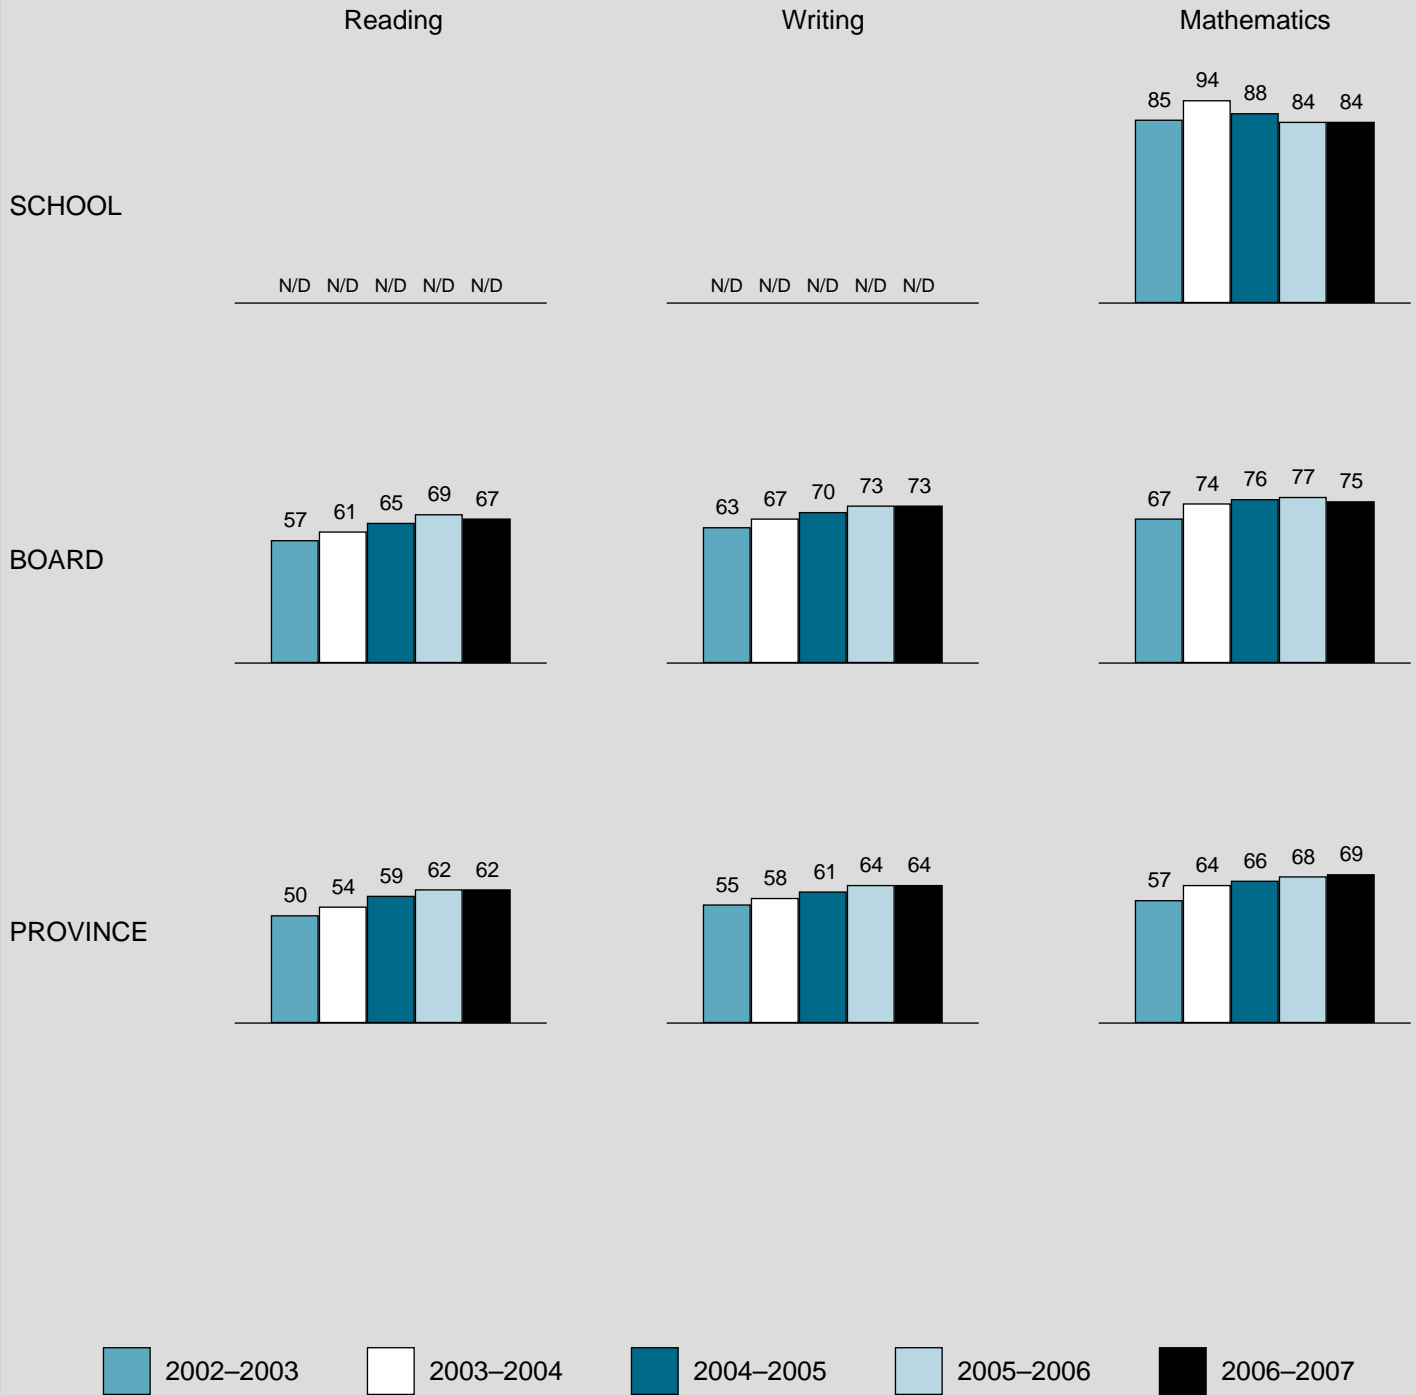 Reading Writing Mathematics
SCHOOL
N/D N/D N/D N/D N/D
N/D N/D N/D N/D N/D
85 94 88 84 84
BOARD
57 61 65 69 67
63 67 70 73 73
67 74 76 77 75
PROVINCE
50 54 59 62 62
55 58 61 64 64
57 64 66 68 69
2002–2003 2003–2004 2004–2005 2005–2006 2006–2007